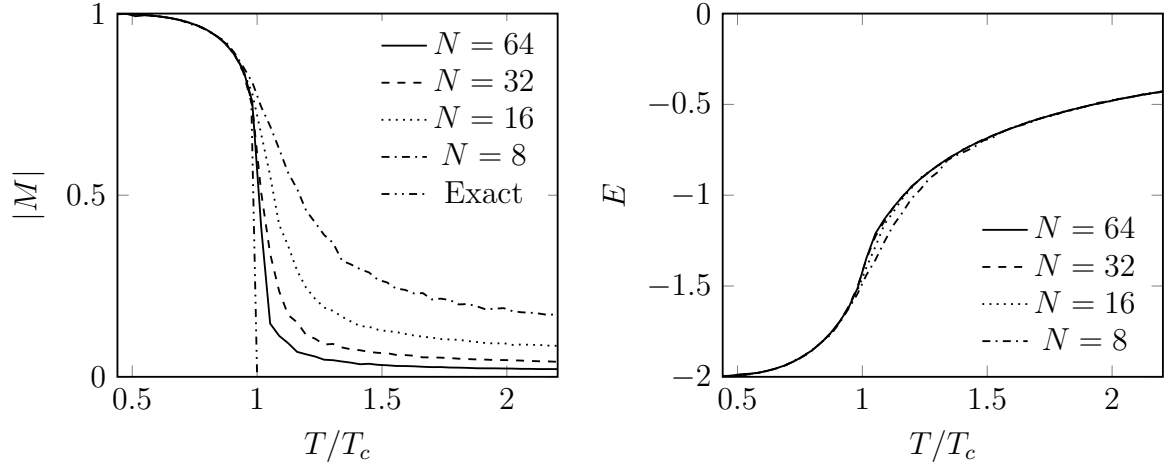 1
0.5
0
|M|
0.5
1
1.5
2
T/T_c
N = 64
N = 32
N = 16
N = 8
Exact
0
−0.5
−1
−1.5
−2
E
0.5
1
1.5
2
T/T_c
N = 64
N = 32
N = 16
N = 8